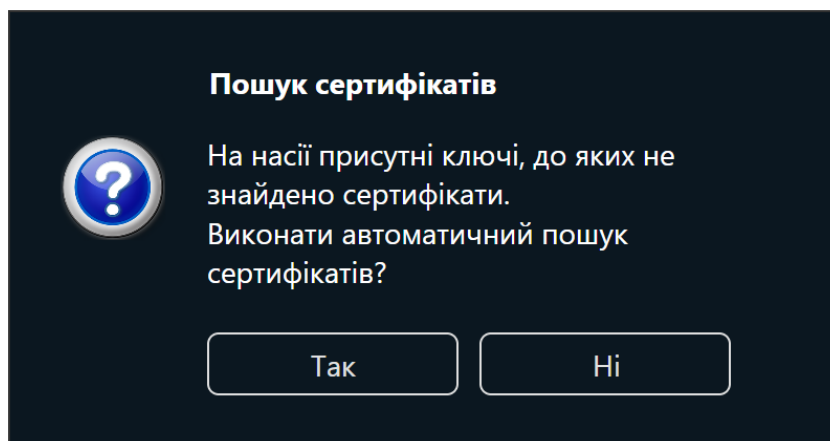 Пошук сертифікатів
На насії присутні ключі, до яких не
знайдено сертифікати.
Виконати автоматичний пошук
сертифікатів?
Так Ні